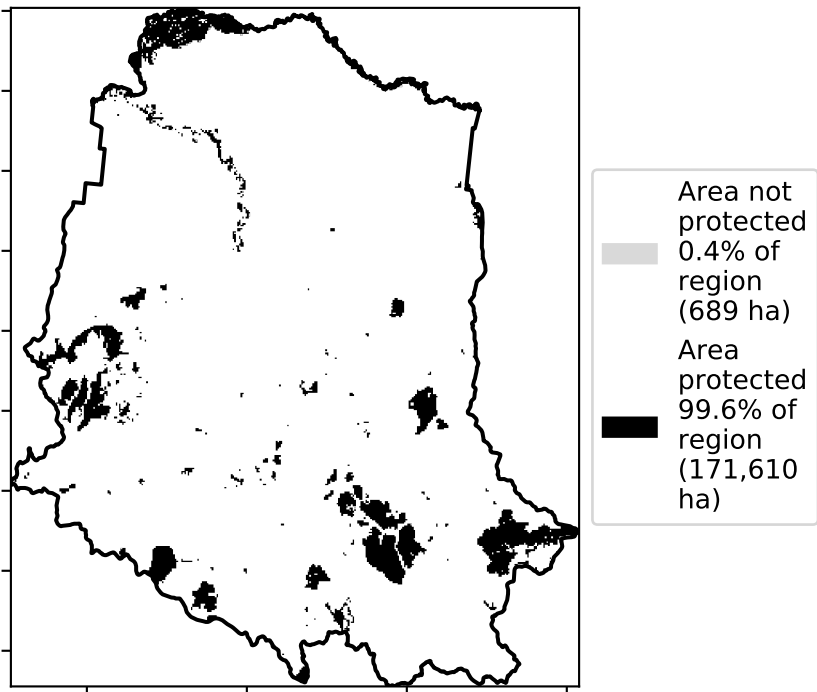 Area not
protected
0.4% of
region
(689 ha)
Area
protected
99.6% of
region
(171,610
ha)